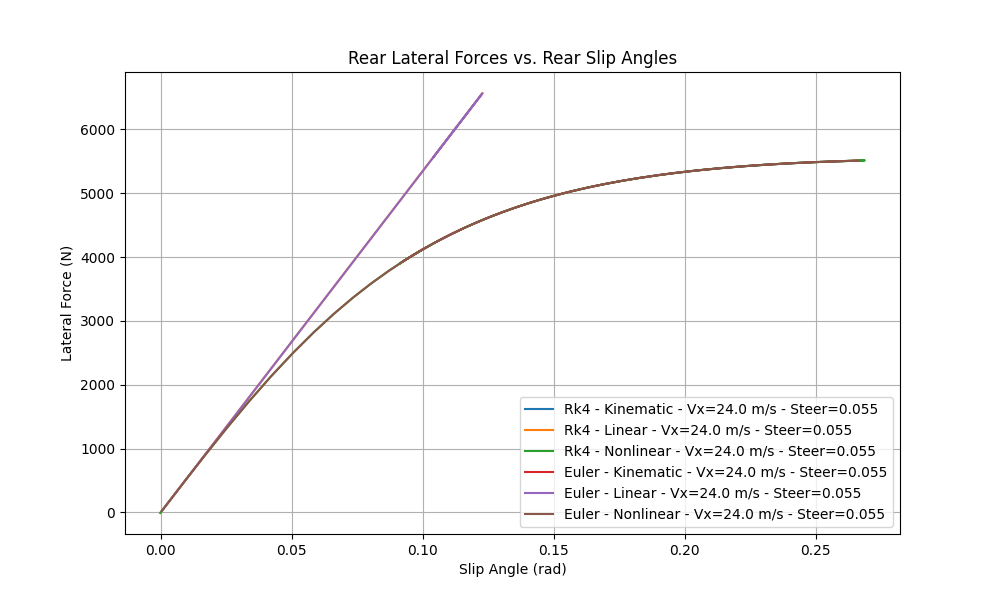 Rear Lateral Forces vs. Rear Slip Angles
Lateral Force (N)
6000
5000
4000
3000
2000
1000
0
Rk4 - Kinematic - Vx=24.0 m/s - Steer=0.055
Rk4 - Linear - Vx=24.0 m/s - Steer=0.055
Rk4 - Nonlinear - Vx=24.0 m/s - Steer=0.055
Euler - Kinematic - Vx=24.0 m/s - Steer=0.055
Euler - Linear - Vx=24.0 m/s - Steer=0.055
Euler - Nonlinear - Vx=24.0 m/s - Steer=0.055
0.00 0.05 0.10 0.15 0.20 0.25
Slip Angle (rad)